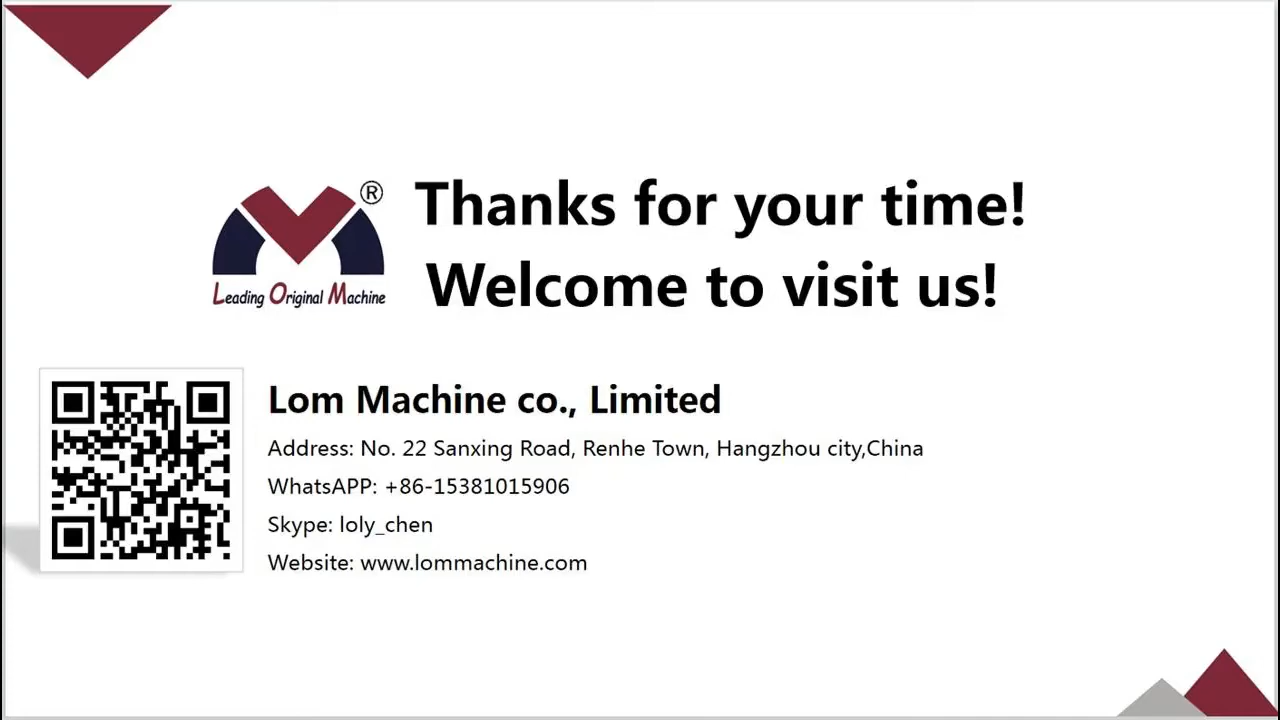 ®
Thanks for your time!
Welcome to visit us!
Leading Original Machine
Lom Machine co., Limited
Address: No. 22 Sanxing Road, Renhe Town, Hangzhou city,China
WhatsAPP: +86-15381015906
Skype: loly_chen
Website: www.lommachine.com